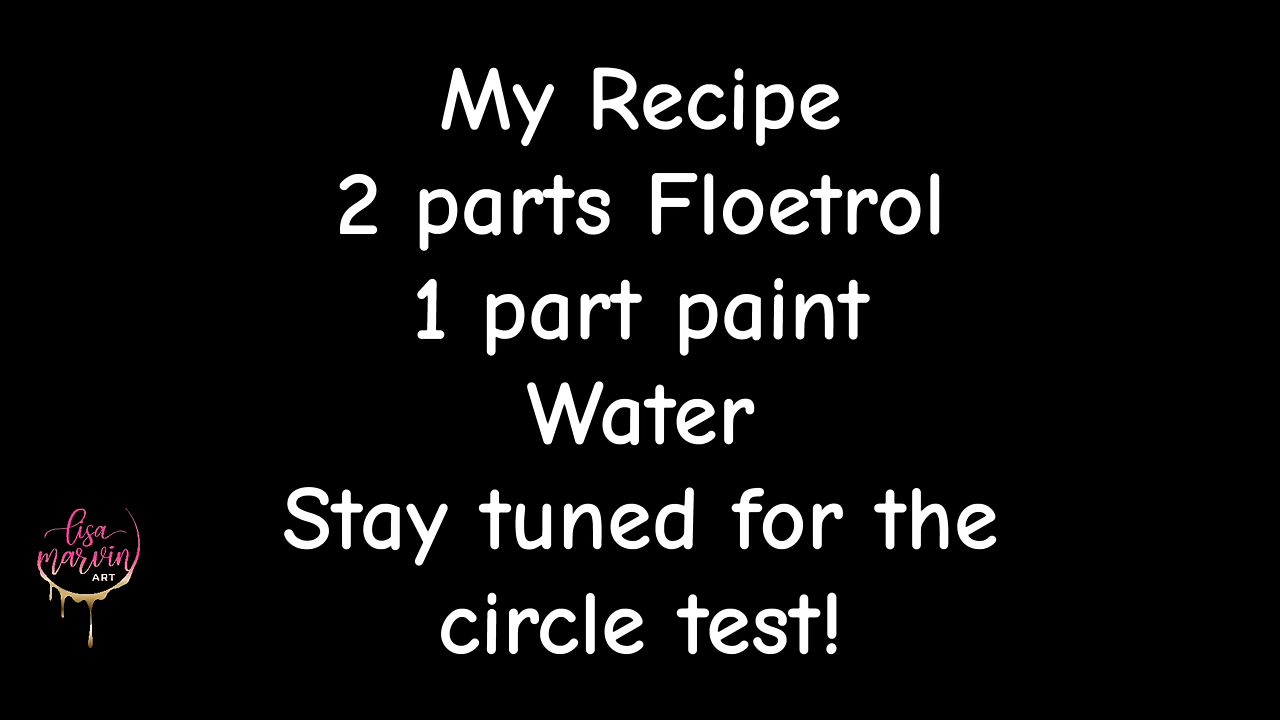 My Recipe
2 parts Floetrol
1 part paint
Water
Stay tuned for the
circle test!
lisa
marvin
ART